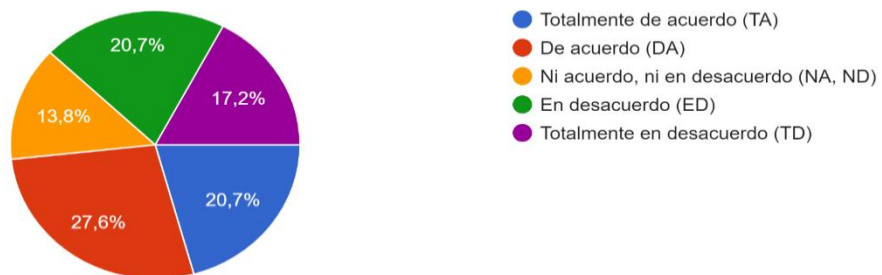 20,7%
17,2%
13,8%
20,7%
27,6%
Totalmente de acuerdo (TA)
De acuerdo (DA)
Ni acuerdo, ni en desacuerdo (NA, ND)
En desacuerdo (ED)
Totalmente en desacuerdo (TD)